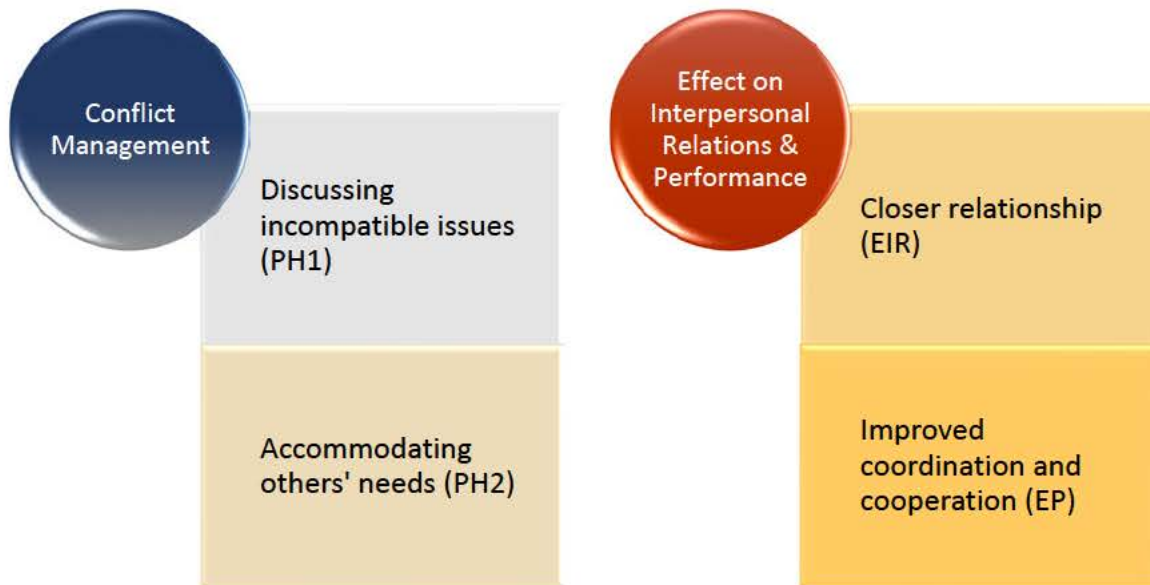 Conflict
Management
Discussing
incompatible issues
(PH1)
Accommodating
others' needs (PH2)
Effect on
Interpersonal
Relations &
Performance
Closer relationship
(EIR)
Improved
coordination and
cooperation (EP)